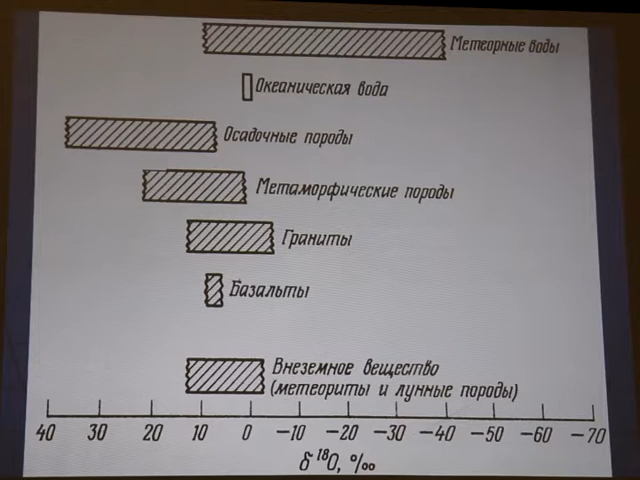 Метеорные воды
Океаническая вода
Осадочные породы
Метаморфические породы
Граниты
Базальты
Внеземное вещество
(метеориты и лунные породы)
40 30 20 10 0 −10 −20 −30 −40 −50 −60 −70
δ ¹⁸O, ‰